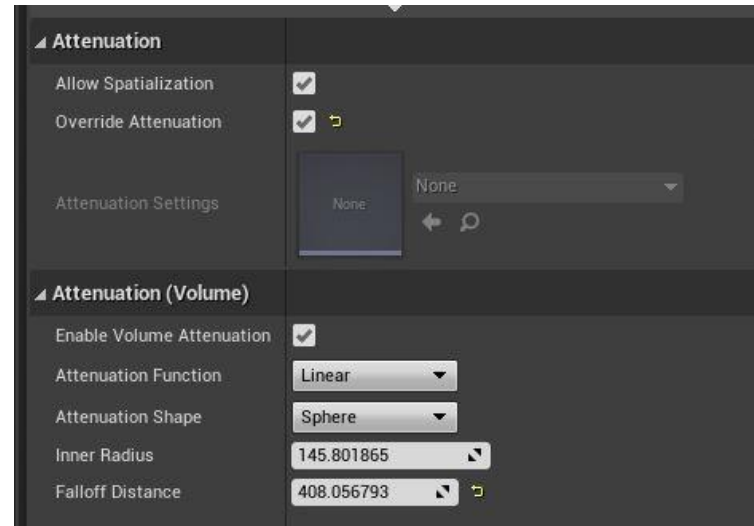 Attenuation
Allow Spatialization
Override Attenuation
Attenuation Settings
None
None
Attenuation (Volume)
Enable Volume Attenuation
Attenuation Function
Linear
Attenuation Shape
Sphere
Inner Radius
145.801865
Falloff Distance
408.056793